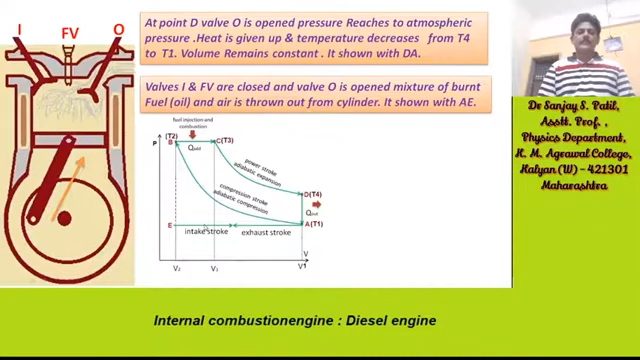 I FV O
At point D valve O is opened pressure Reaches to atmospheric
pressure .Heat is given up & temperature decreases from T4
to T1. Volume Remains constant . It shown with DA.
Valves I & FV are closed and valve O is opened mixture of burnt
Fuel (oil) and air is thrown out from cylinder. It shown with AE.
Dr Sanjay S. Patil,
Asstt. Prof. ,
Physics Department,
K. M. Agrawal College,
Kalyan (W) – 421301
Maharashtra
fuel injection and
combustion
P
(T2)
B
Qadd
C(T3)
power stroke
adiabatic expansion
compression stroke
adiabatic compression
D(T4)
Qout
E
A(T1)
intake stroke
exhaust stroke
V
V1
Internal combustionengine : Diesel engine